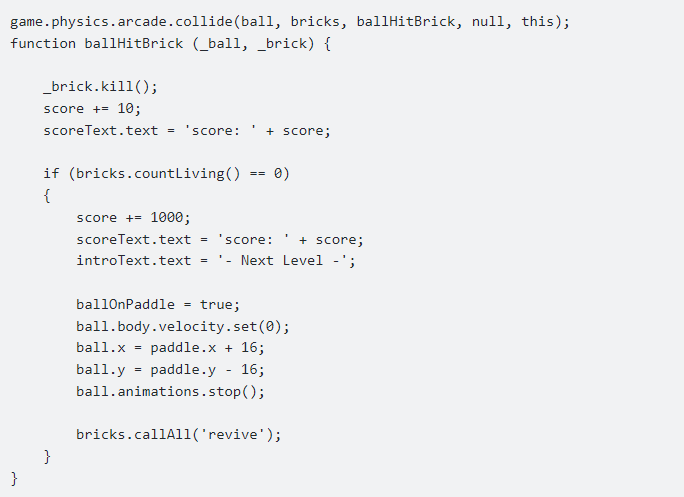 game.physics.arcade.collide(ball, bricks, ballHitBrick, null, this);
function ballHitBrick (_ball, _brick) {

    _brick.kill();
    score += 10;
    scoreText.text = 'score: ' + score;

    if (bricks.countLiving() == 0)
    {
        score += 1000;
        scoreText.text = 'score: ' + score;
        introText.text = '- Next Level -';

        ballOnPaddle = true;
        ball.body.velocity.set(0);
        ball.x = paddle.x + 16;
        ball.y = paddle.y - 16;
        ball.animations.stop();

        bricks.callAll('revive');
    }
}